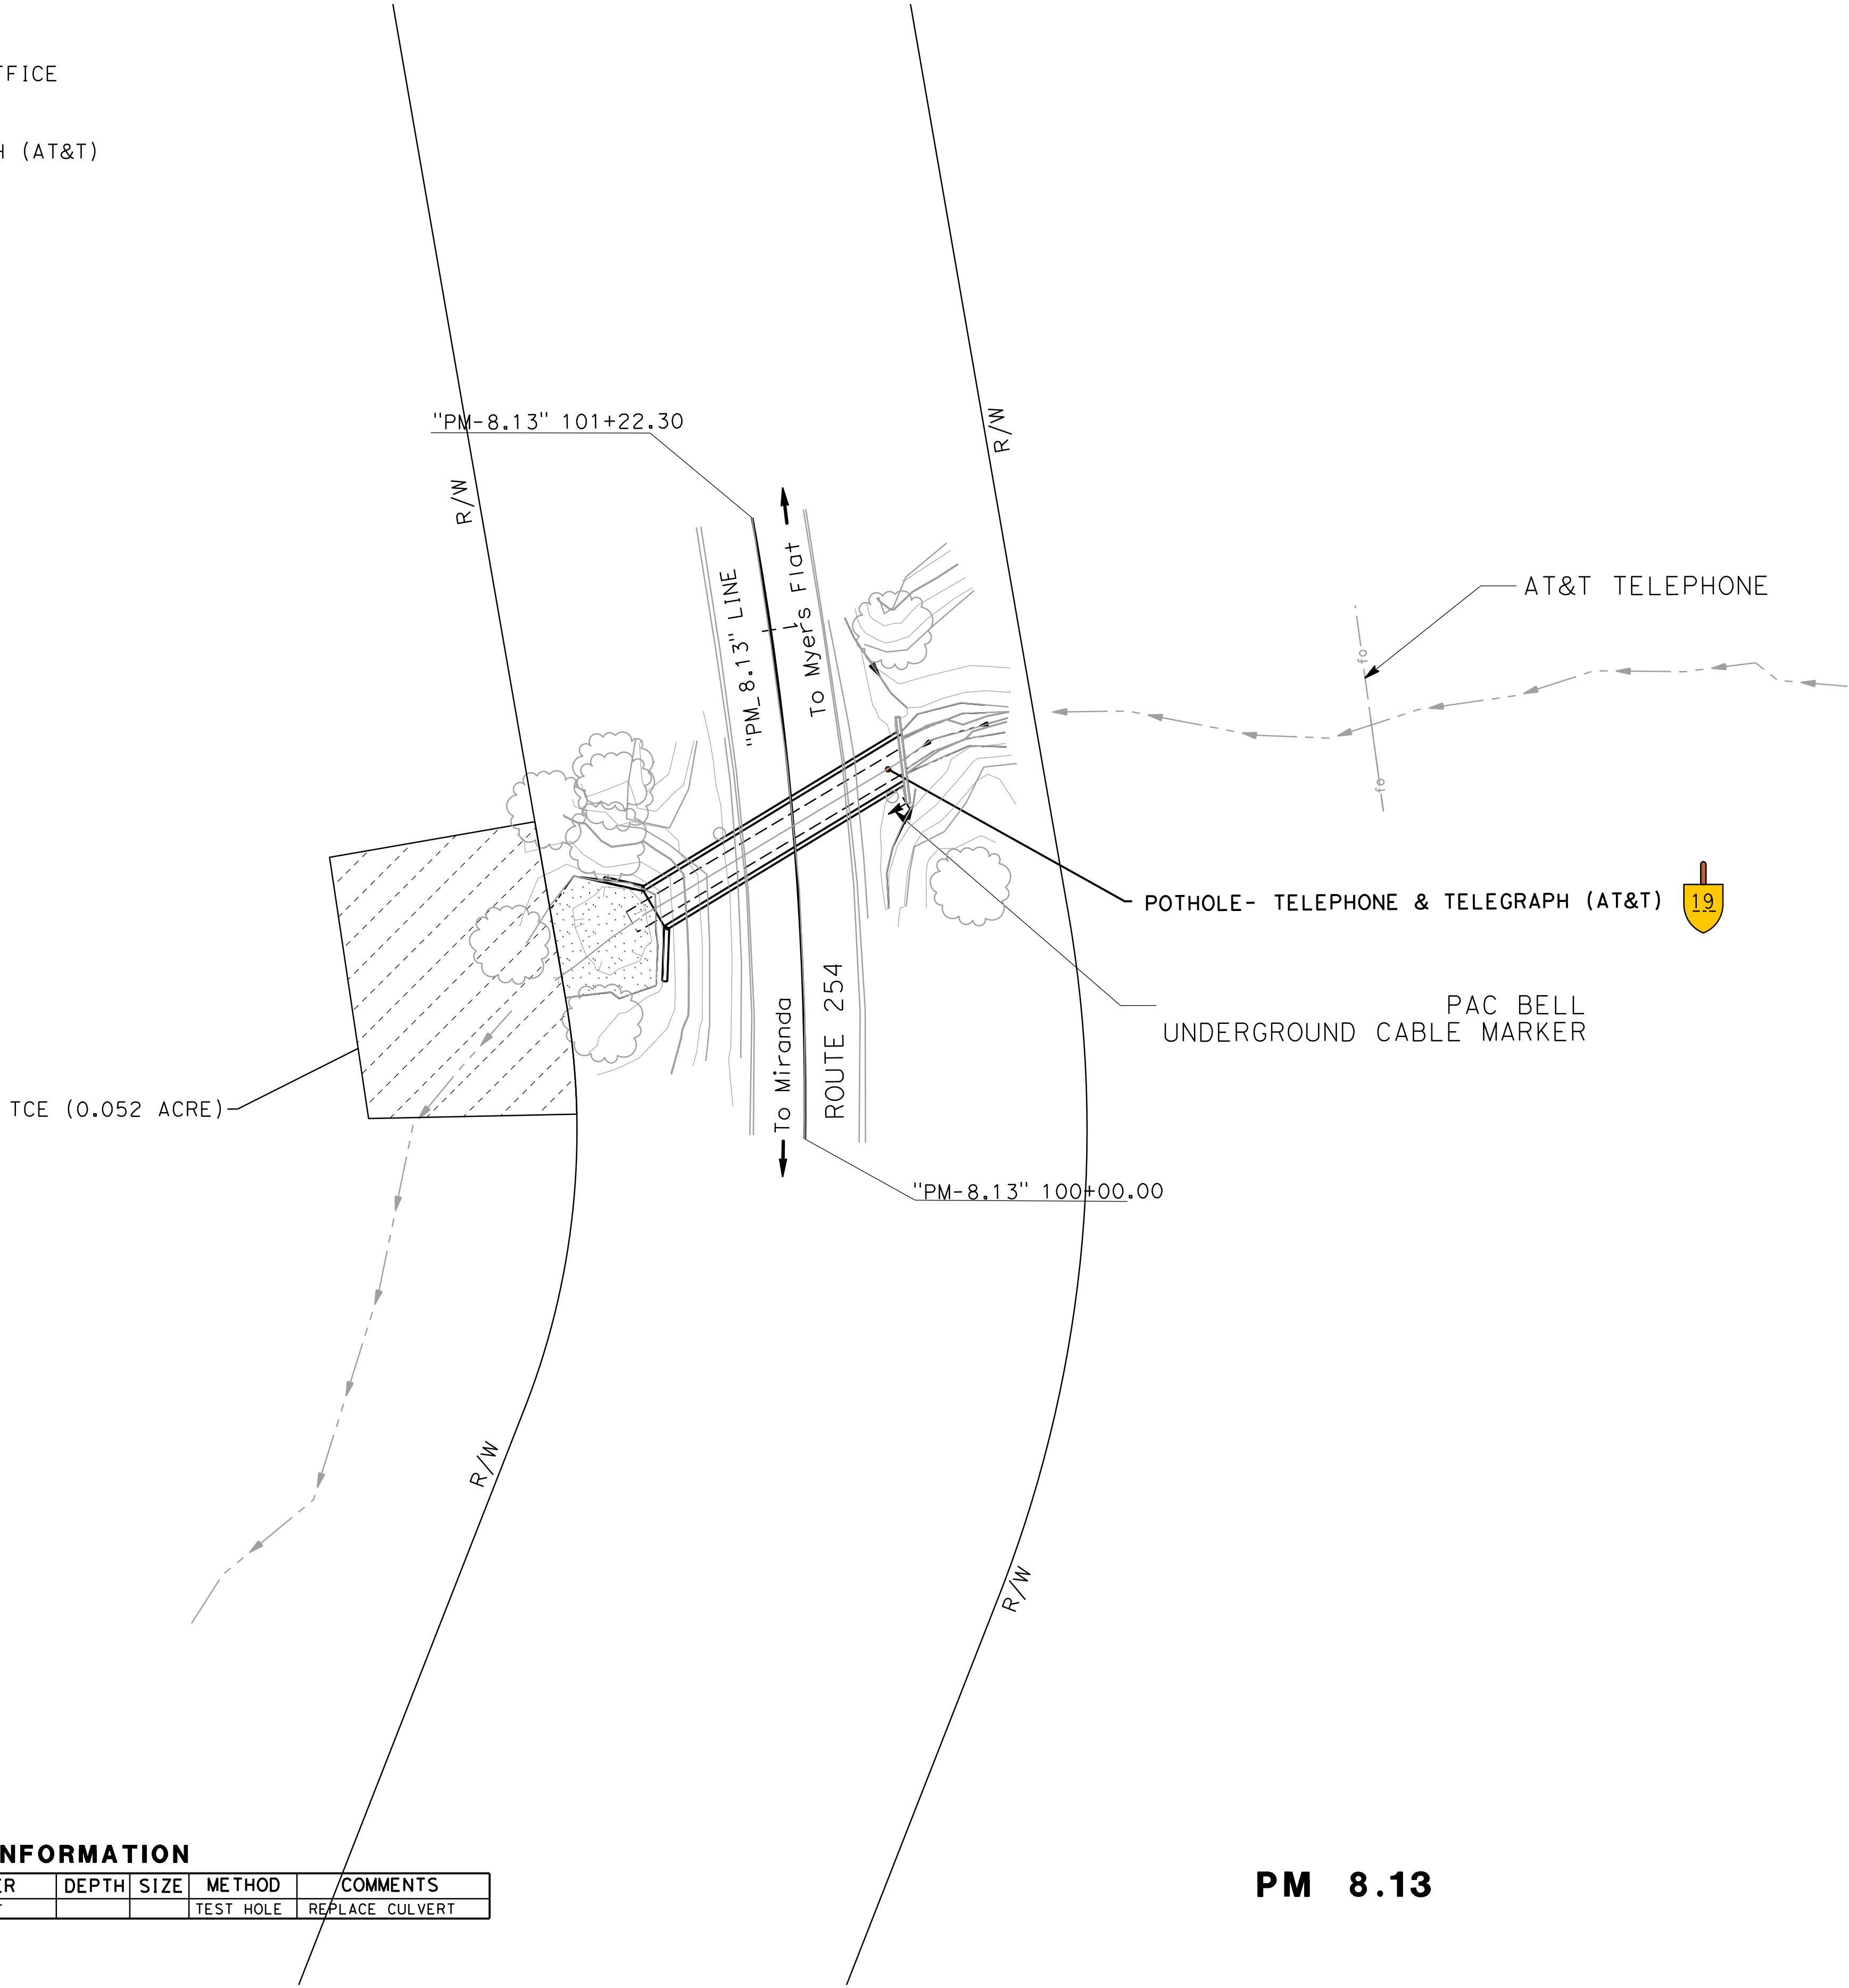 FFICE
H (AT&T)
"PM-8.13" 101+22.30
R/W
R/W
AT&T TELEPHONE
fo
fo
"PM_8.13" LINE
1
To Myers Flat
POTHOLE- TELEPHONE & TELEGRAPH (AT&T)
19
PAC BELL
UNDERGROUND CABLE MARKER
To Miranda
ROUTE 254
TCE (0.052 ACRE)
"PM-8.13" 100+00.00
R/W
R/W
NFORMATION
ER DEPTH SIZE METHOD COMMENTS
T TEST HOLE REPLACE CULVERT
PM 8.13